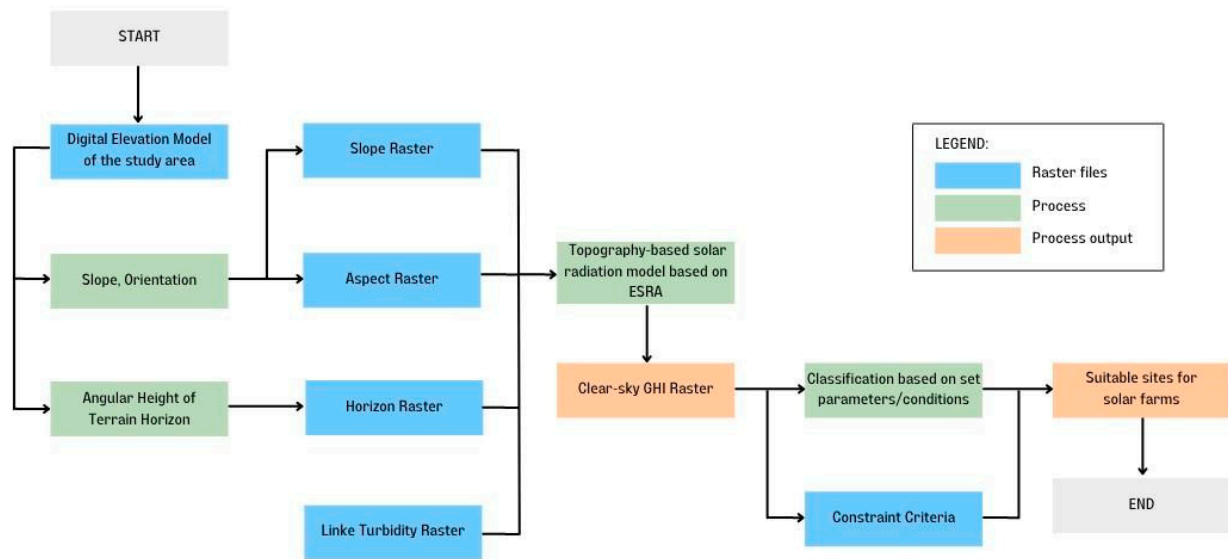 START
Digital Elevation Model
of the study area
Slope Raster
LEGEND:
Raster files
Process
Process output
Slope, Orientation
Aspect Raster
Topography-based solar
radiation model based on
ESRA
Angular Height of
Terrain Horizon
Horizon Raster
Clear-sky GHI Raster
Classification based on set
parameters/conditions
Suitable sites for
solar farms
Linke Turbidity Raster
Constraint Criteria
END